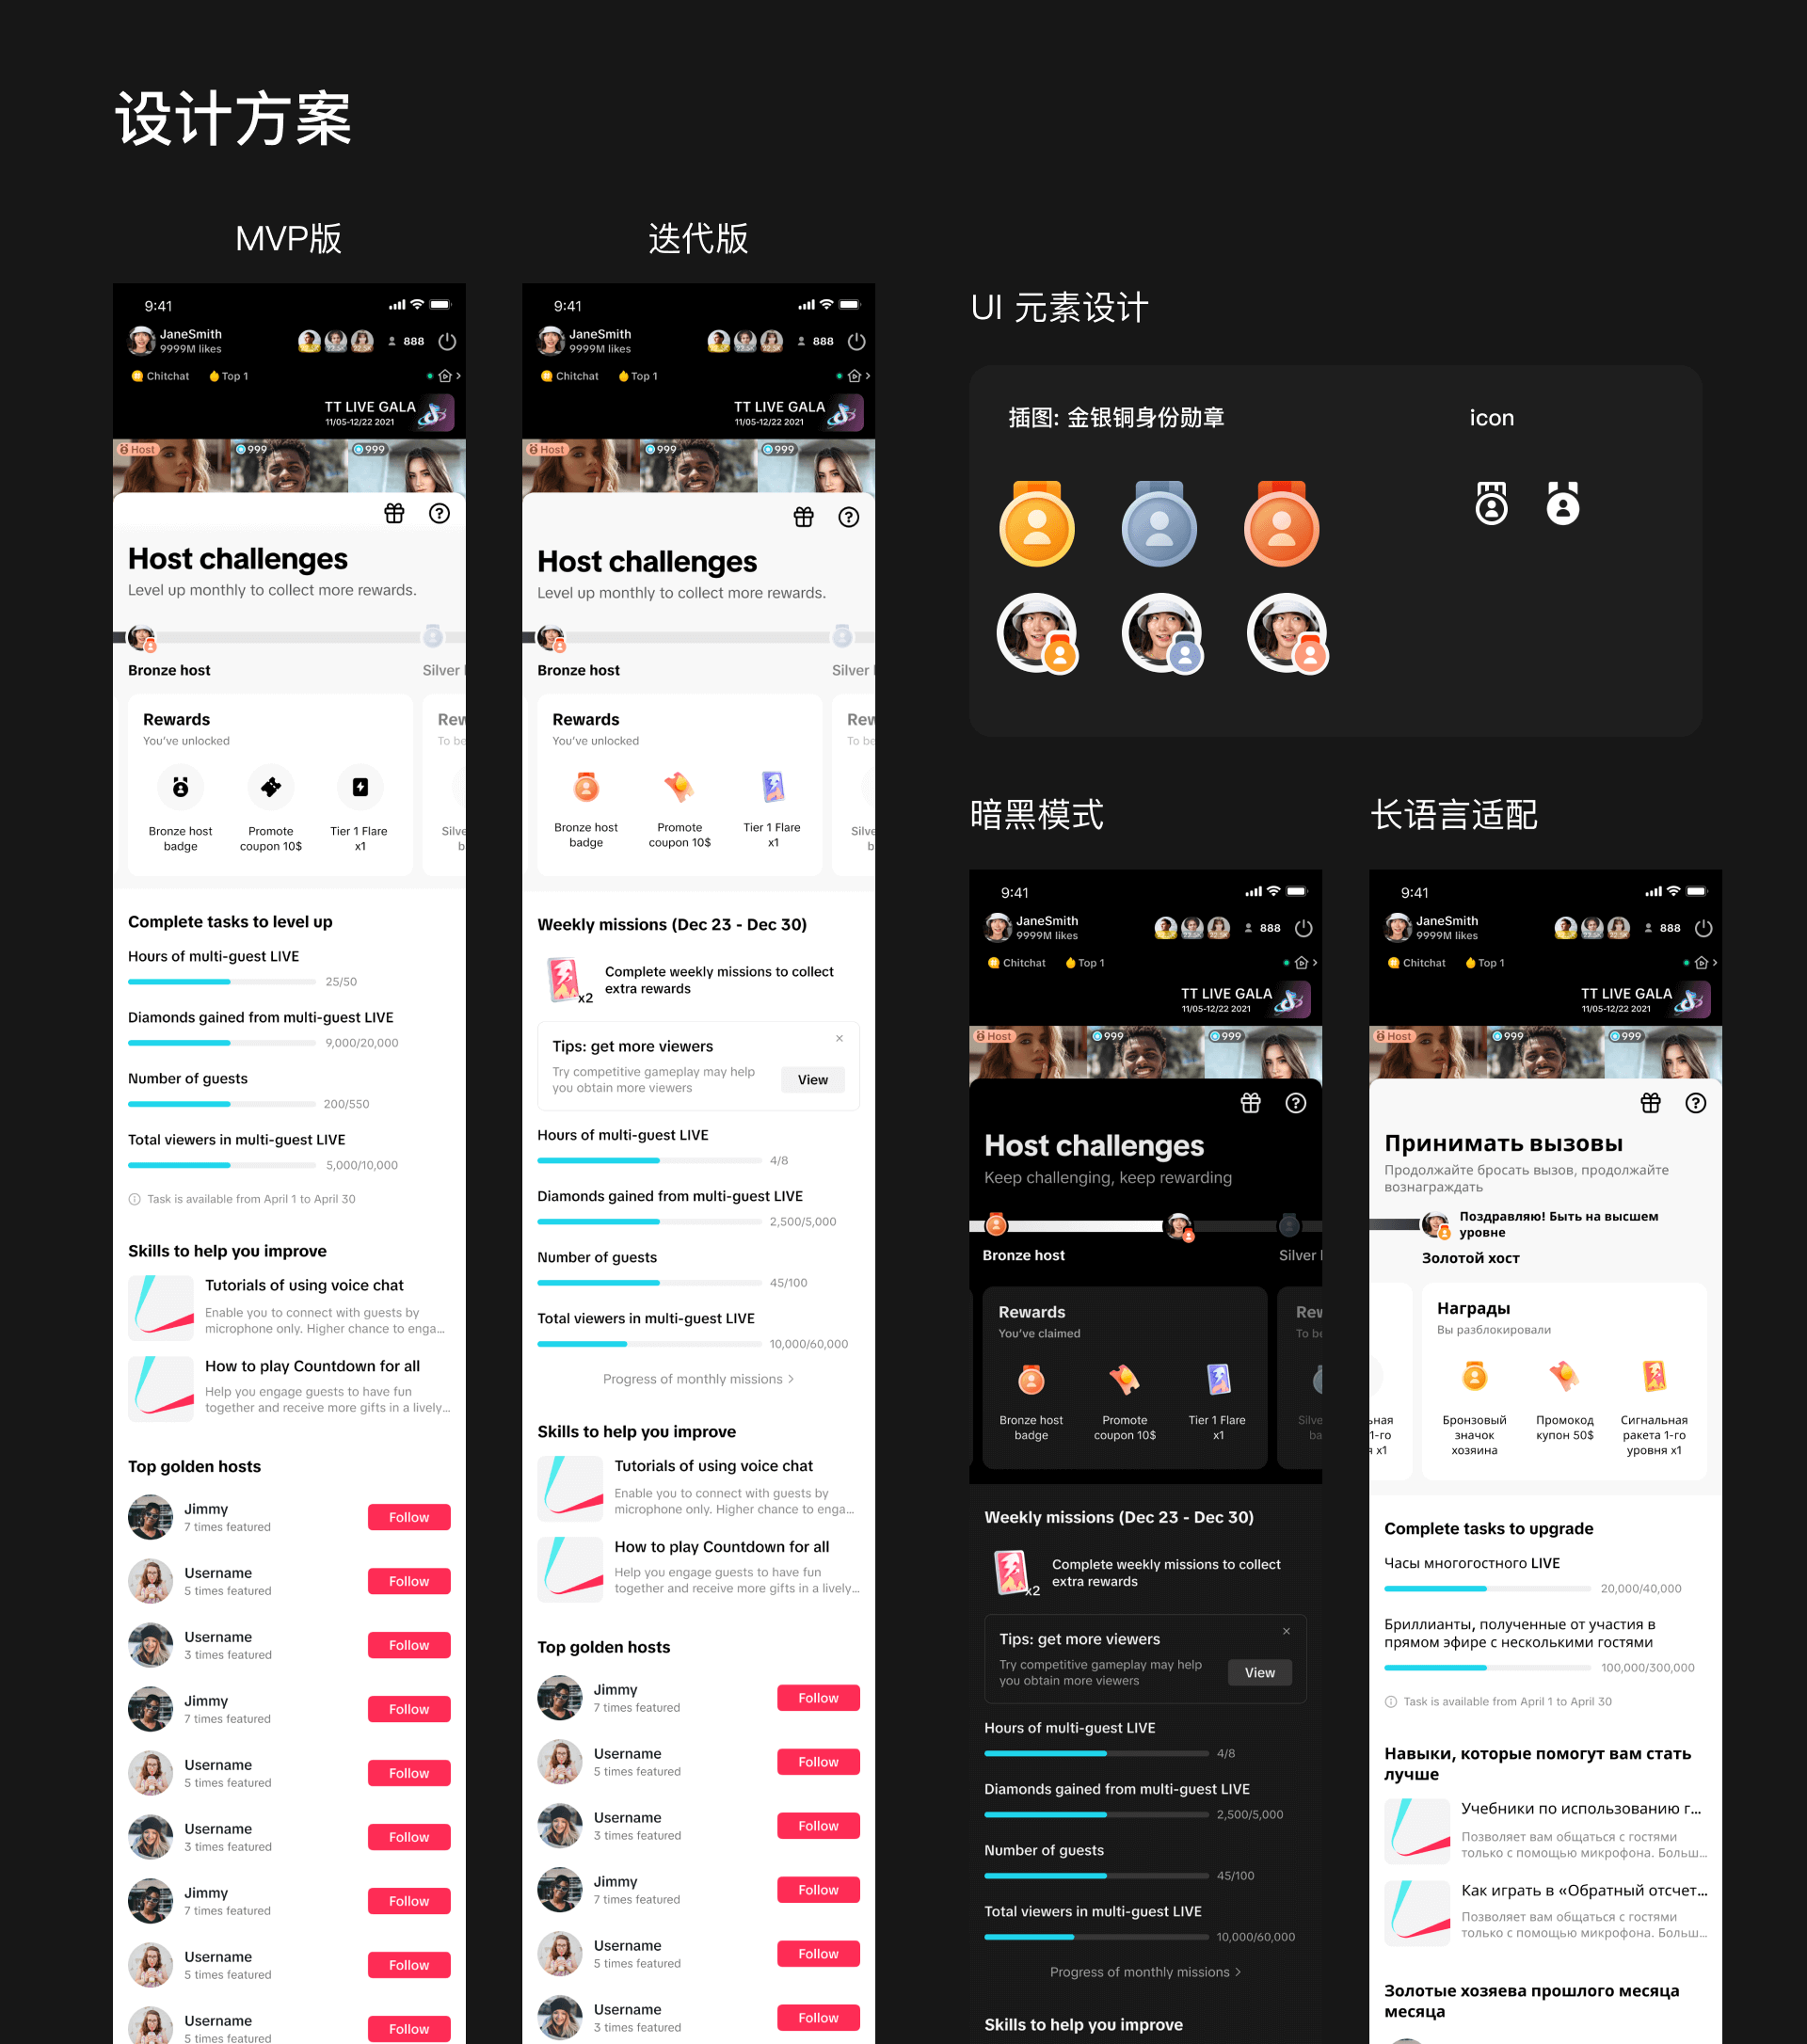 设计方案
MVP版
9:41
JaneSmith
9999M likes
888
Chitchat
Top 1
TT LIVE GALA
11/05-12/22 2021
Host
999
999
Host challenges
Level up monthly to collect more rewards.
Bronze host
Silver
Rewards
You've unlocked
Bronze host
badge
Promote
coupon 10$
Tier 1 Flare
x1
Complete tasks to level up
Hours of multi-guest LIVE
25/50
Diamonds gained from multi-guest LIVE
9,000/20,000
Number of guests
200/550
Total viewers in multi-guest LIVE
5,000/10,000
Task is available from April 1 to April 30
Skills to help you improve
Tutorials of using voice chat
Enable you to connect with guests by
microphone only. Higher chance to enga...
How to play Countdown for all
Help you engage guests to have fun
together and receive more gifts in a lively...
Top golden hosts
Jimmy
7 times featured
Follow
Username
5 times featured
Follow
Username
3 times featured
Follow
Jimmy
7 times featured
Follow
Username
5 times featured
Follow
Username
3 times featured
Follow
Jimmy
7 times featured
Follow
Username
5 times featured
Follow
Username
5 times featured
Follow
迭代版
9:41
JaneSmith
9999M likes
888
Chitchat
Top 1
TT LIVE GALA
11/05-12/22 2021
Host
999
999
Host challenges
Level up monthly to collect more rewards.
Bronze host
Silver
Rewards
You've unlocked
Bronze host
badge
Promote
coupon 10$
Tier 1 Flare
x1
Weekly missions (Dec 23 - Dec 30)
x2
Complete weekly missions to collect
extra rewards
Tips: get more viewers
Try competitive gameplay may help
you obtain more viewers
View
Hours of multi-guest LIVE
4/8
Diamonds gained from multi-guest LIVE
2,500/5,000
Number of guests
45/100
Total viewers in multi-guest LIVE
10,000/60,000
Progress of monthly missions >
Skills to help you improve
Tutorials of using voice chat
Enable you to connect with guests by
microphone only. Higher chance to enga...
How to play Countdown for all
Help you engage guests to have fun
together and receive more gifts in a lively...
Top golden hosts
Jimmy
7 times featured
Follow
Username
5 times featured
Follow
Username
3 times featured
Follow
Jimmy
7 times featured
Follow
Username
5 times featured
Follow
Username
3 times featured
Follow
UI 元素设计
插图: 金银铜身份勋章
icon
暗黑模式
9:41
JaneSmith
9999M likes
888
Chitchat
Top 1
TT LIVE GALA
11/05-12/22 2021
Host
999
999
Host challenges
Keep challenging, keep rewarding
Bronze host
Silver
Rewards
You've claimed
Bronze host
badge
Promote
coupon 10$
Tier 1 Flare
x1
Weekly missions (Dec 23 - Dec 30)
x2
Complete weekly missions to collect
extra rewards
Tips: get more viewers
Try competitive gameplay may help
you obtain more viewers
View
Hours of multi-guest LIVE
4/8
Diamonds gained from multi-guest LIVE
2,500/5,000
Number of guests
45/100
Total viewers in multi-guest LIVE
10,000/60,000
Progress of monthly missions >
Skills to help you improve
长语言适配
9:41
JaneSmith
9999M likes
888
Chitchat
Top 1
TT LIVE GALA
11/05-12/22 2021
Host
999
999
Принимать вызовы
Продолжайте бросать вызов, продолжайте
вознаграждать
Поздравляю! Быть на высшем
уровне
Золотой хост
Награды
Вы разблокировали
Бронзовый
значок
хозяина
Промокод
купон 50$
Сигнальная
ракета 1-го
уровня x1
Complete tasks to upgrade
Часы многогостного LIVE
20,000/40,000
Бриллианты, полученные от участия в
прямом эфире с несколькими гостями
100,000/300,000
Task is available from April 1 to April 30
Навыки, которые помогут вам стать
лучше
Учебники по использованию г...
Позволяет вам общаться с гостями
только с помощью микрофона. Больш...
Как играть в «Обратный отсчет...
Позволяет вам общаться с гостями
только с помощью микрофона. Больш...
Золотые хозяева прошлого месяца
месяца